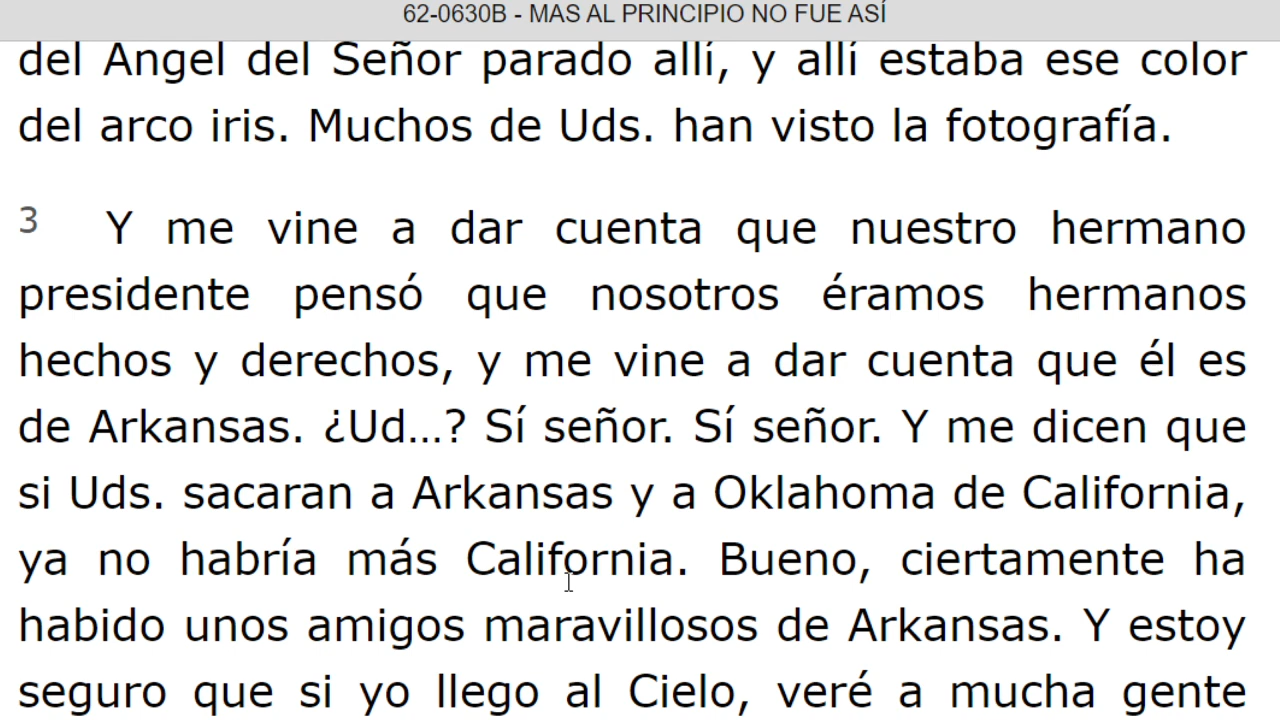 62-0630B - MAS AL PRINCIPIO NO FUE ASÍ
del Angel del Señor parado allí, y allí estaba ese color
del arco iris. Muchos de Uds. han visto la fotografía.
3 Y me vine a dar cuenta que nuestro hermano
presidente pensó que nosotros éramos hermanos
hechos y derechos, y me vine a dar cuenta que él es
de Arkansas. ¿Ud...? Sí señor. Sí señor. Y me dicen que
si Uds. sacaran a Arkansas y a Oklahoma de California,
ya no habría más California. Bueno, ciertamente ha
habido unos amigos maravillosos de Arkansas. Y estoy
seguro que si yo llego al Cielo, veré a mucha gente